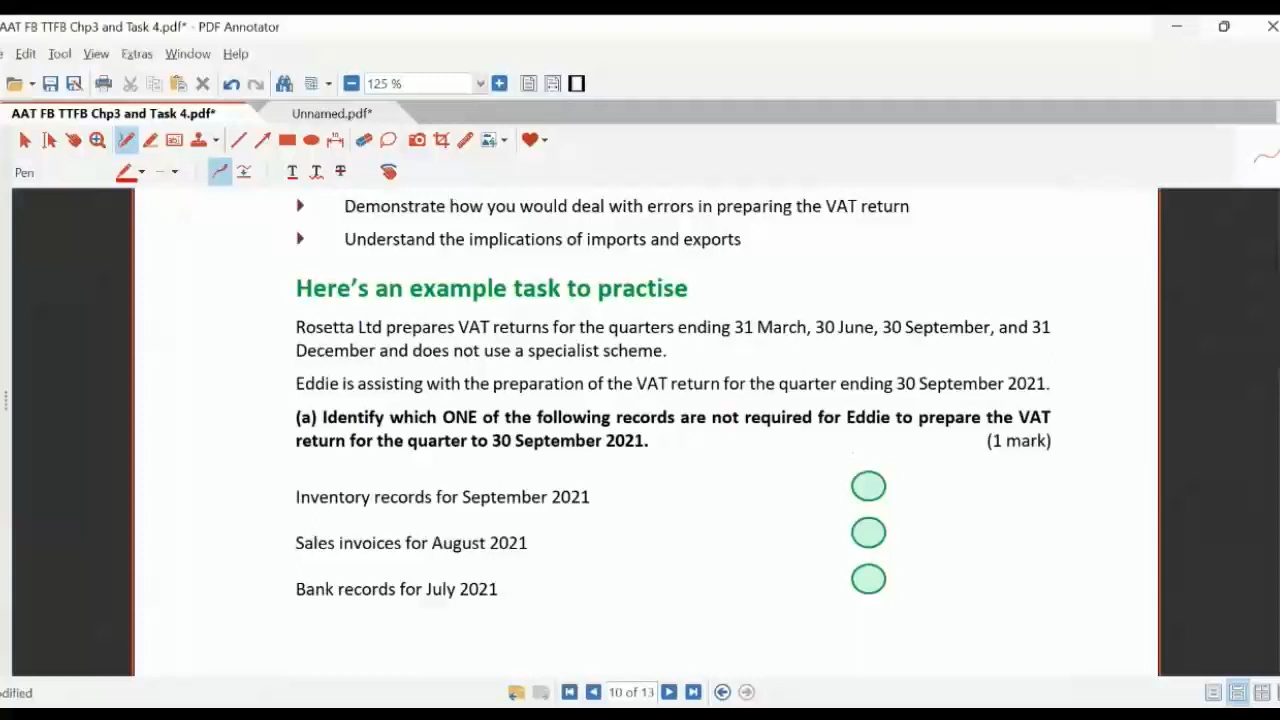 AAT FB TTFB Chp3 and Task 4.pdf* - PDF Annotator
Edit Tool View Extras Window Help
125 %
AAT FB TTFB Chp3 and Task 4.pdf* Unnamed.pdf*
Pen
Demonstrate how you would deal with errors in preparing the VAT return
Understand the implications of imports and exports
Here's an example task to practise
Rosetta Ltd prepares VAT returns for the quarters ending 31 March, 30 June, 30 September, and 31
December and does not use a specialist scheme.
Eddie is assisting with the preparation of the VAT return for the quarter ending 30 September 2021.
(a) Identify which ONE of the following records are not required for Eddie to prepare the VAT
return for the quarter to 30 September 2021. (1 mark)
Inventory records for September 2021
Sales invoices for August 2021
Bank records for July 2021
odified 10 of 13